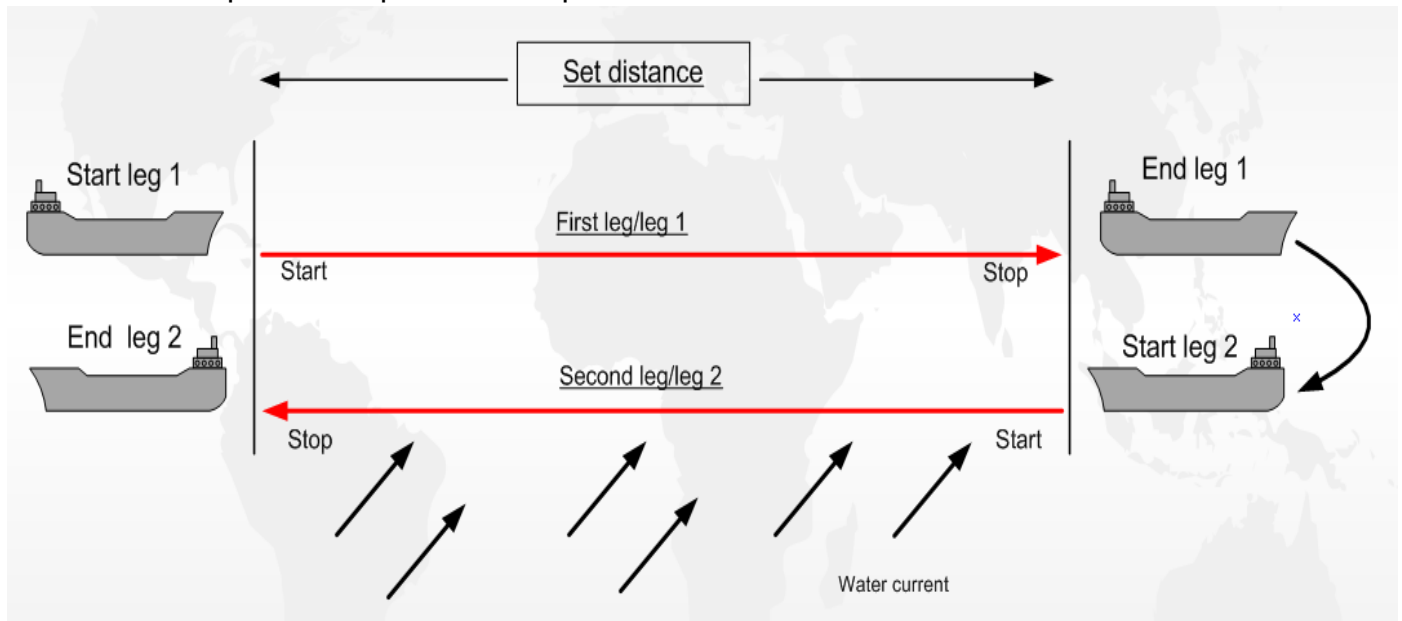 Set distance
Start leg 1
End leg 1
First leg/leg 1
Start
Stop
End leg 2
Start leg 2
Second leg/leg 2
Stop
Start
Water current